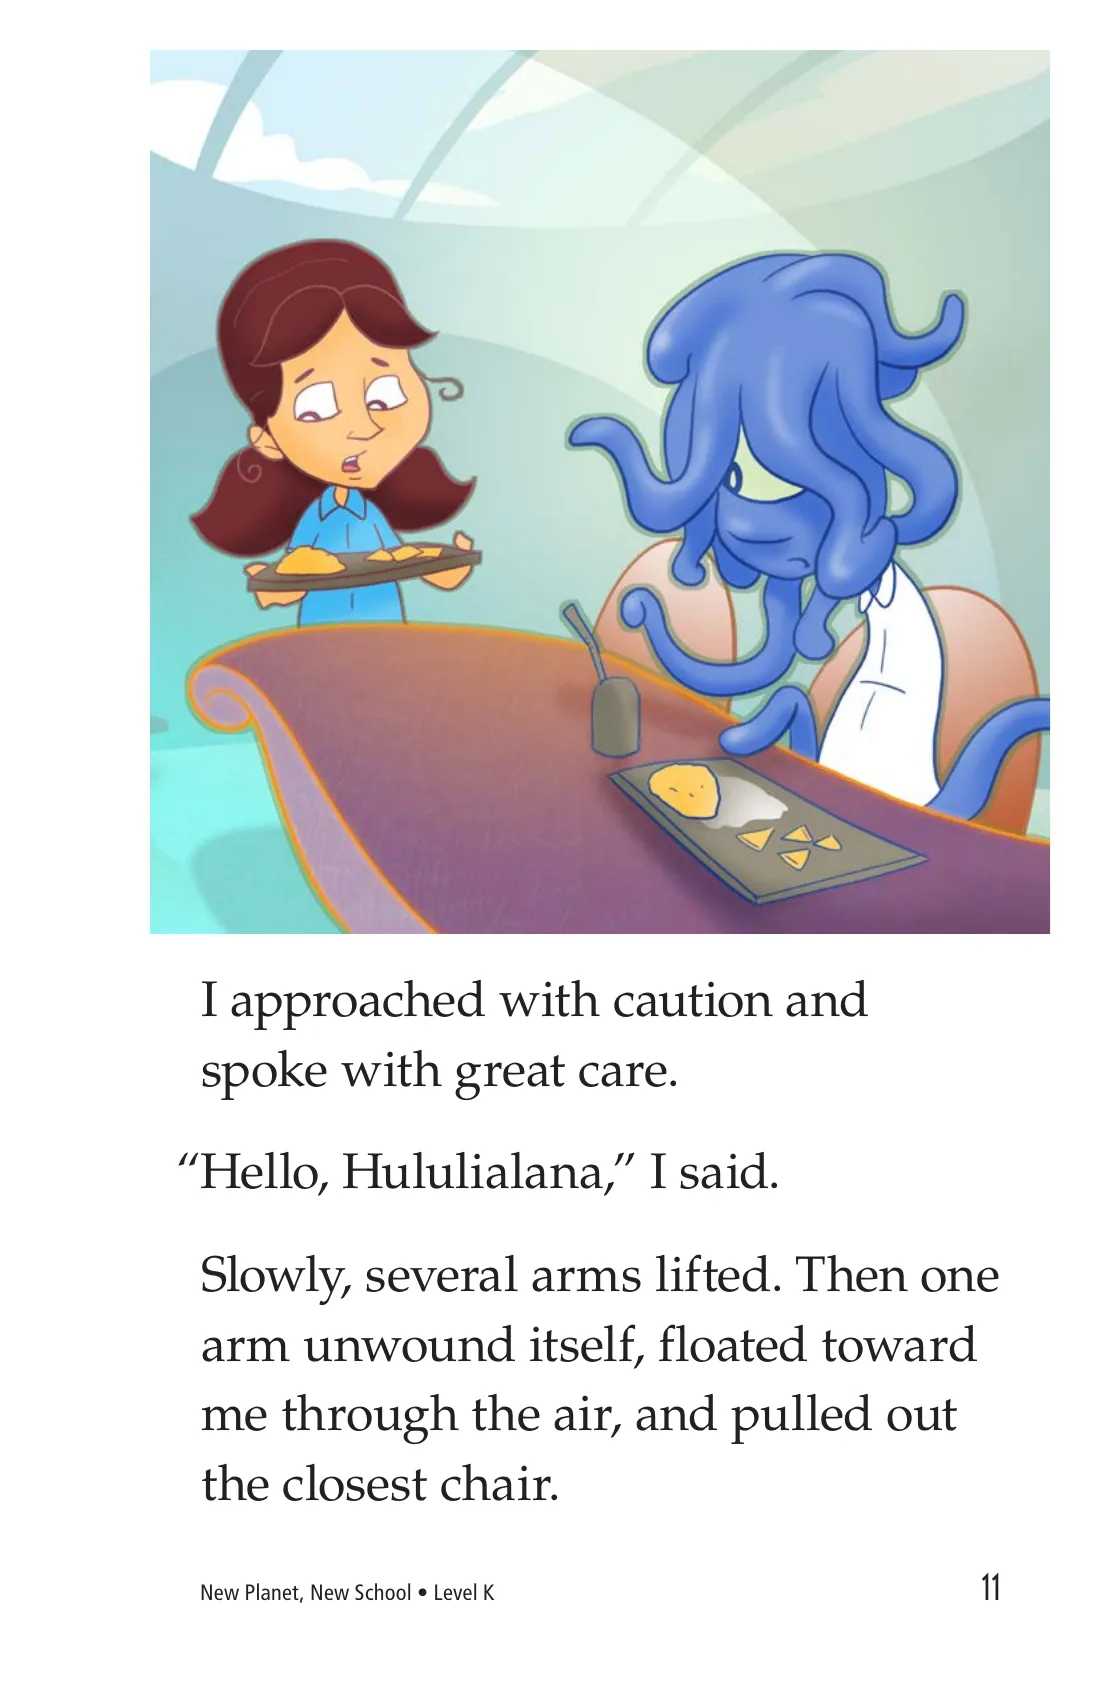 I approached with caution and
spoke with great care.
“Hello, Hululialana,” I said.
Slowly, several arms lifted. Then one
arm unwound itself, floated toward
me through the air, and pulled out
the closest chair.
New Planet, New School • Level K
11